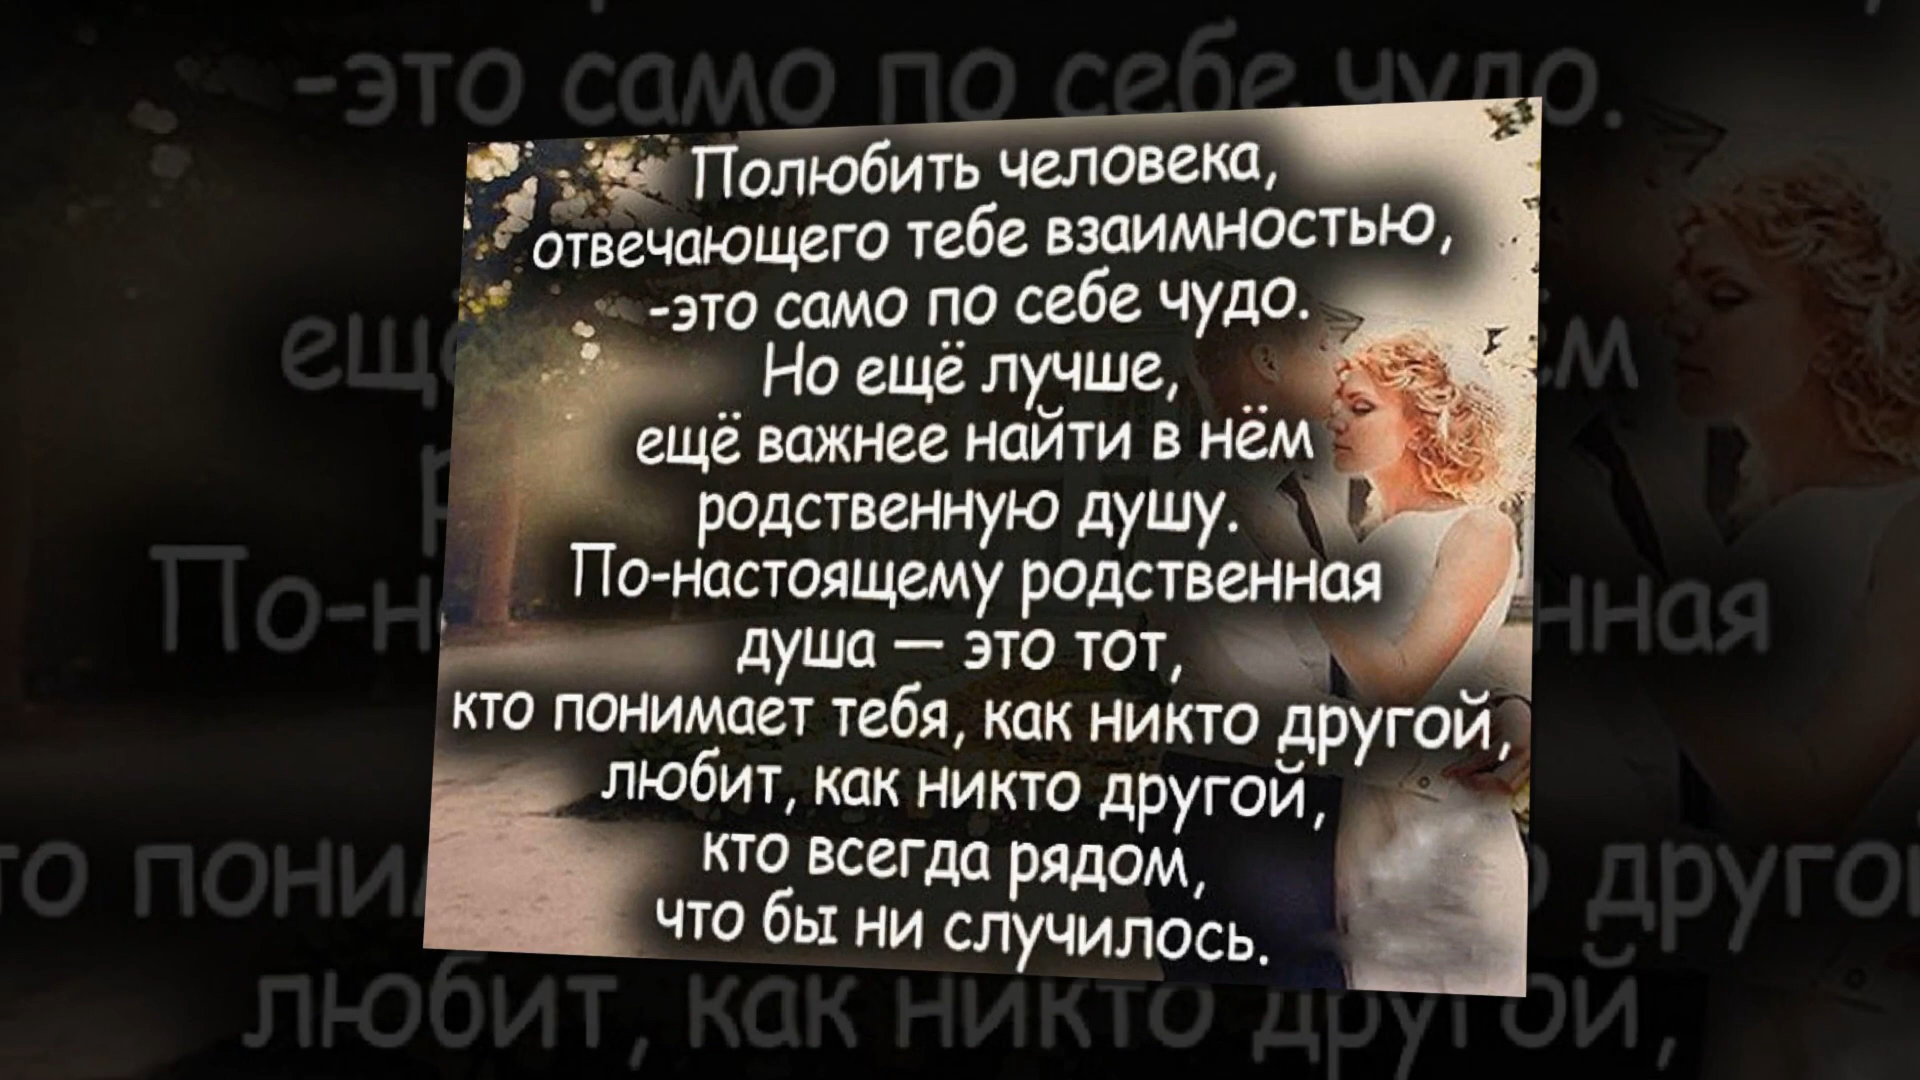 Полюбить человека,
отвечающего тебе взаимностью,
-это само по себе чудо.
Но ещё лучше,
ещё важнее найти в нём
родственную душу.
По-настоящему родственная
душа — это тот,
кто понимает тебя, как никто другой,
любит, как никто другой,
кто всегда рядом,
что бы ни случилось.